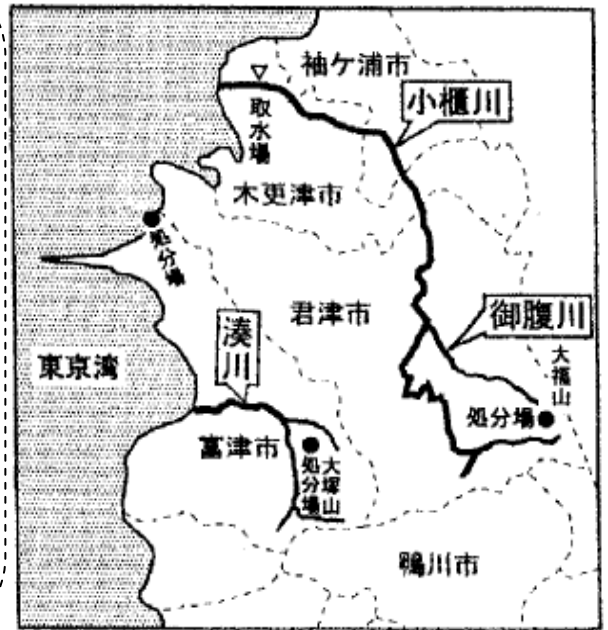 袖ケ浦市
小櫃川
取水場
木更津市
処分場
君津市
御腹川
湊川
東京湾
大福山
処分場
富津市
大塚山
処分場
鴨川市